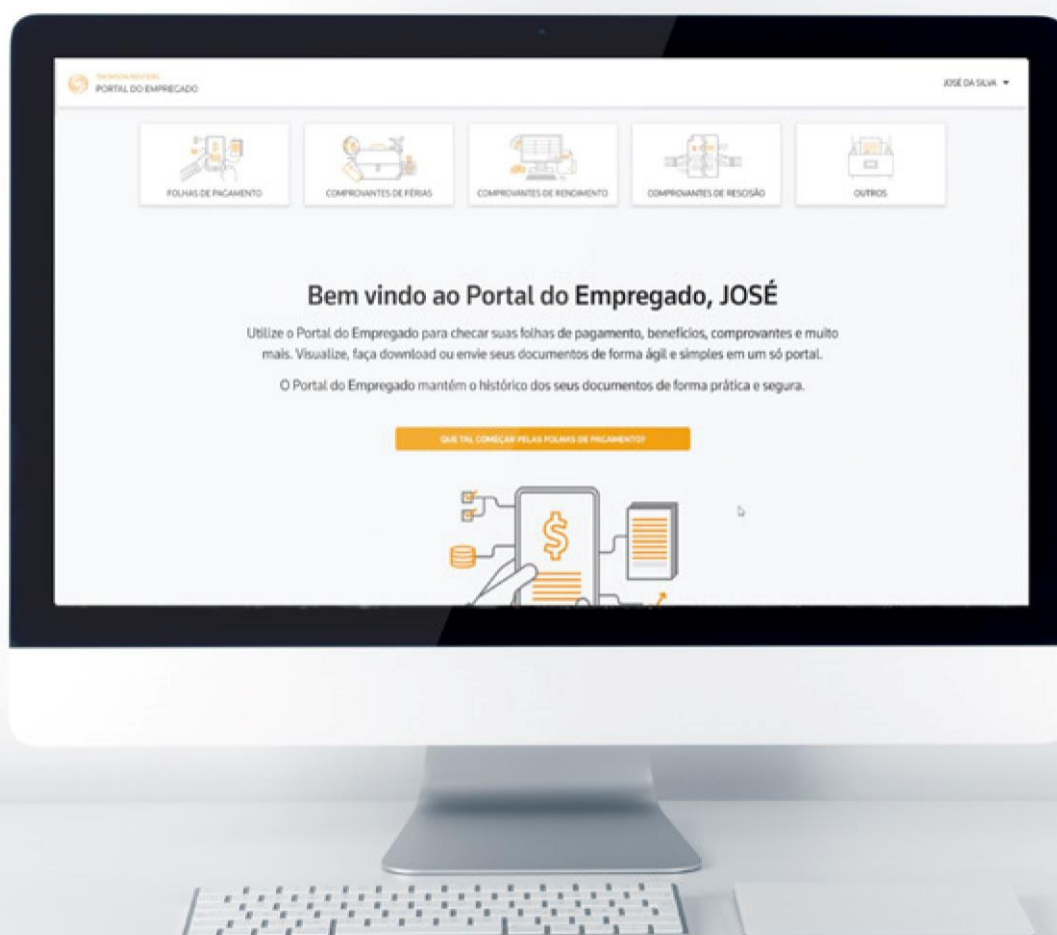 THOMSON REUTERS
PORTAL DO EMPREGADO
JOSÉ DA SILVA
FOLHAS DE PAGAMENTO
COMPROVANTES DE FÉRIAS
COMPROVANTES DE RENDIMENTO
COMPROVANTES DE RESCISÃO
OUTROS
Bem vindo ao Portal do Empregado, JOSÉ
Utilize o Portal do Empregado para checar suas folhas de pagamento, benefícios, comprovantes e muito
mais. Visualize, faça download ou envie seus documentos de forma ágil e simples em um só portal.
O Portal do Empregado mantém o histórico dos seus documentos de forma prática e segura.
QUE TAL COMEÇAR PELAS FOLHAS DE PAGAMENTO?
$